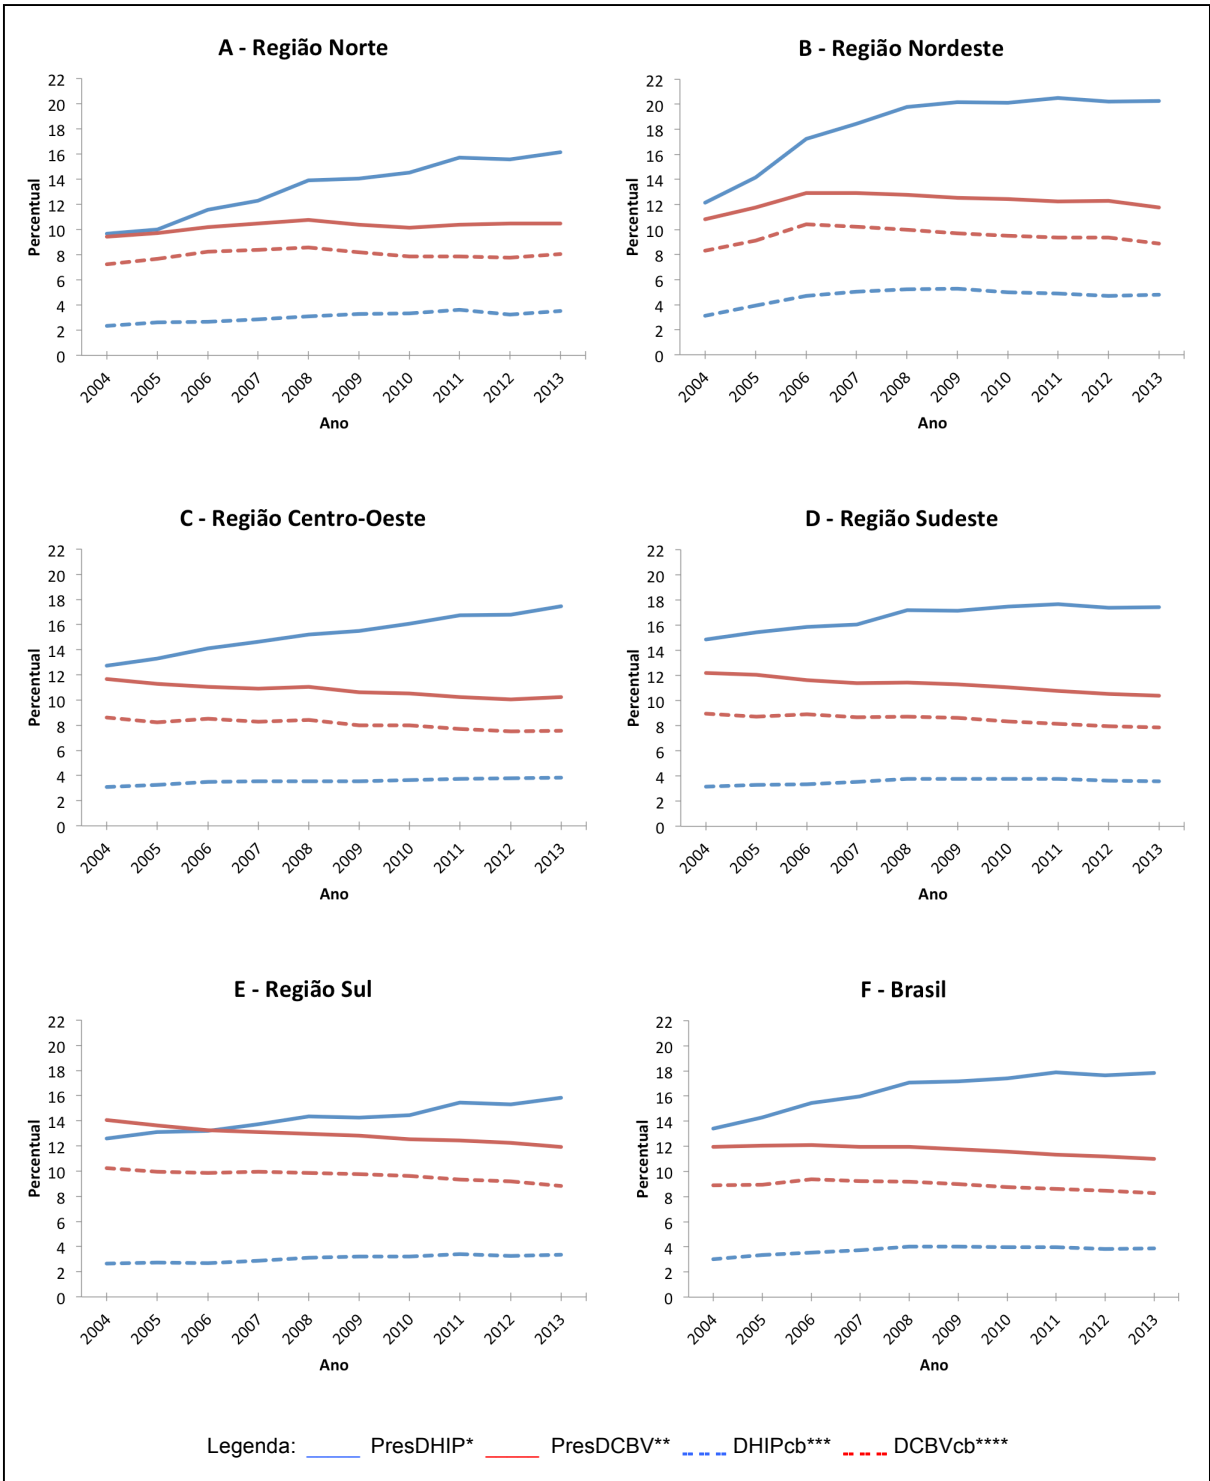 A - Região Norte
22
20
18
16
14
12
10
8
6
4
2
0
Percentual
2004 2005 2006 2007 2008 2009 2010 2011 2012 2013
Ano
B - Região Nordeste
22
20
18
16
14
12
10
8
6
4
2
0
Percentual
2004 2005 2006 2007 2008 2009 2010 2011 2012 2013
Ano
C - Região Centro-Oeste
22
20
18
16
14
12
10
8
6
4
2
0
Percentual
2004 2005 2006 2007 2008 2009 2010 2011 2012 2013
Ano
D - Região Sudeste
22
20
18
16
14
12
10
8
6
4
2
0
Percentual
2004 2005 2006 2007 2008 2009 2010 2011 2012 2013
Ano
E - Região Sul
22
20
18
16
14
12
10
8
6
4
2
0
Percentual
2004 2005 2006 2007 2008 2009 2010 2011 2012 2013
Ano
F - Brasil
22
20
18
16
14
12
10
8
6
4
2
0
Percentual
2004 2005 2006 2007 2008 2009 2010 2011 2012 2013
Ano
Legenda: PresDHIP* PresDCBV** DHIPcb*** DCBVcb****